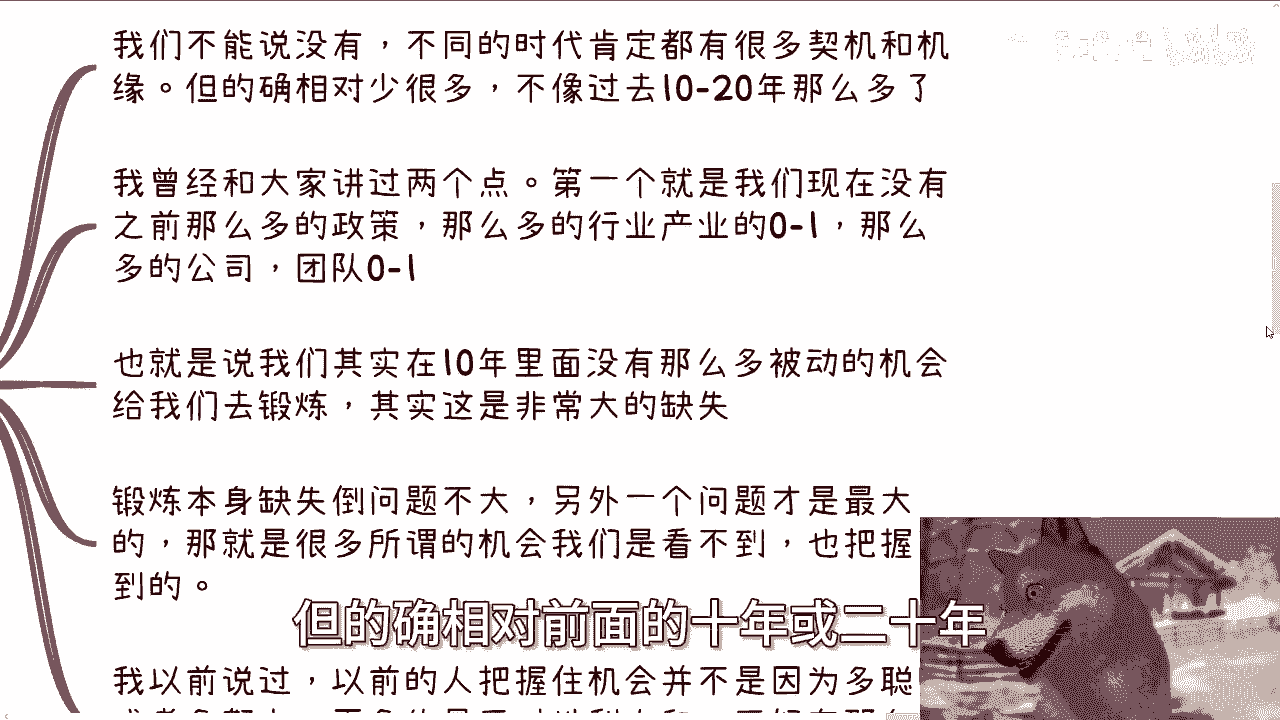 我们不能说没有，不同的时代肯定都有很多契机和机
缘。但的确相对少很多，不像过去10-20年那么多了
我曾经和大家讲过两个点。第一个就是我们现在没有
之前那么多的政策，那么多的行业产业的0-1，那么
多的公司，团队0-1
也就是说我们其实在10年里面没有那么多被动的机会
给我们去锻炼，其实这是非常大的缺失
锻炼本身缺失倒问题不大，另外一个问题才是最大
的，那就是很多所谓的机会我们是看不到，也把握
到的。
但的确相对前面的十年或二十年
我以前说过，以前的人把握住机会并不是因为多聪